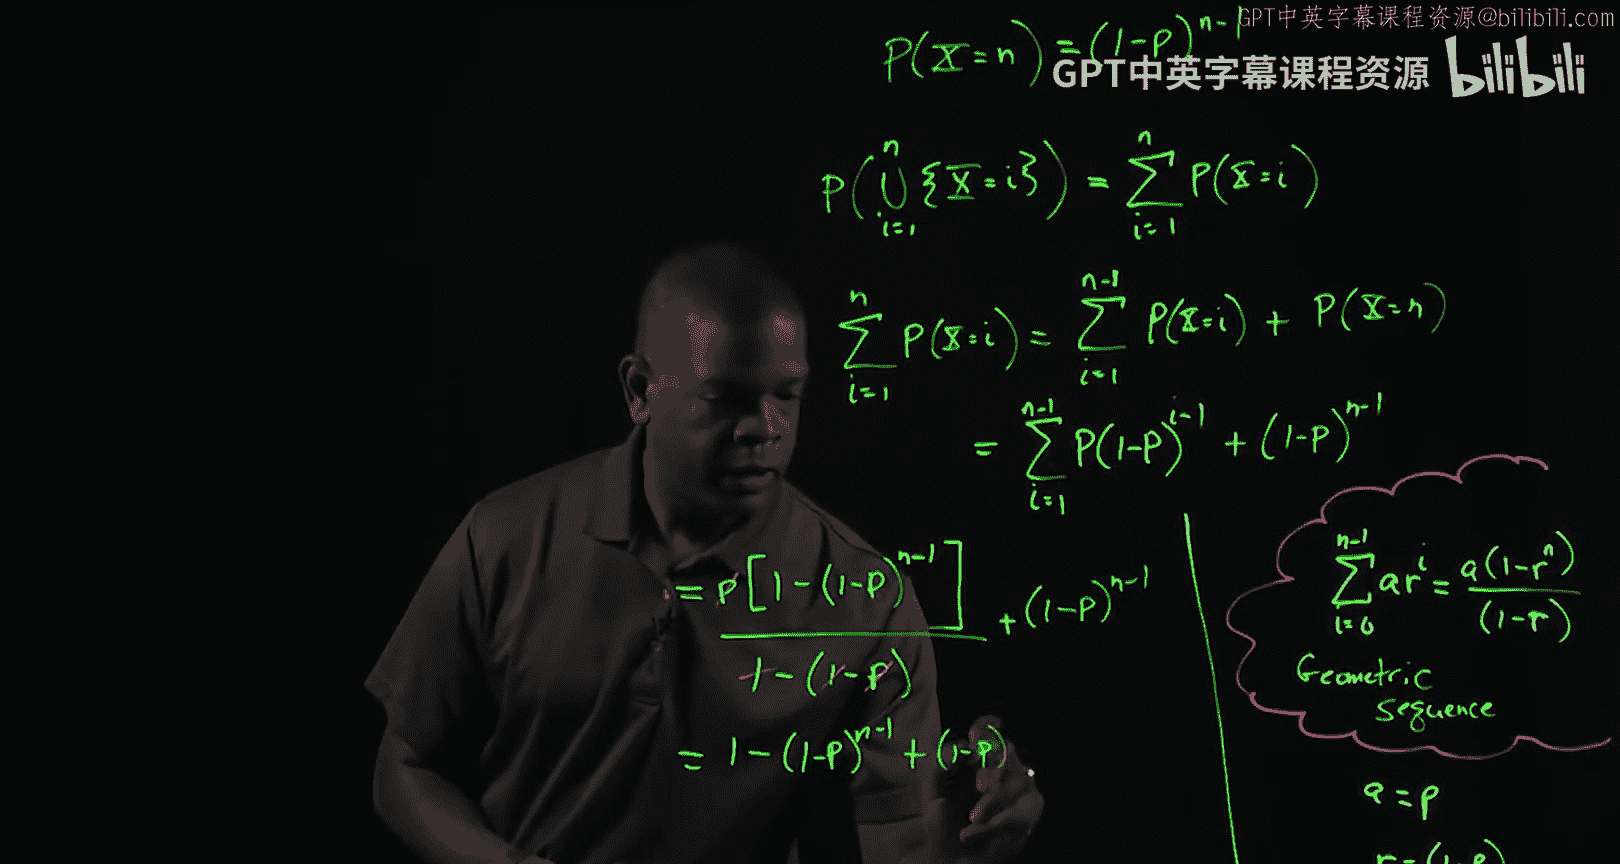 GPT中英字幕课程资源@bilibili.com
P(X=n) = (1-P)^{n-1}
GPT中英字幕课程资源 bilibili
P(⋃_{i=1}^{n} {X=i}) = ∑_{i=1}^{n} P(X=i)
∑_{i=1}^{n} P(X=i) = ∑_{i=1}^{n-1} P(X=i) + P(X=n)
= ∑_{i=1}^{n-1} P(1-P)^{i-1} + (1-P)^{n-1}
= P[1-(1-P)^{n-1}] / 1-(1-P) + (1-P)^{n-1}
= 1-(1-P)^{n-1} + (1-P)
∑_{i=0}^{n-1} ar^i = a(1-r^n) / (1-r)
Geometric
Sequence
a = P
r = (1-P)